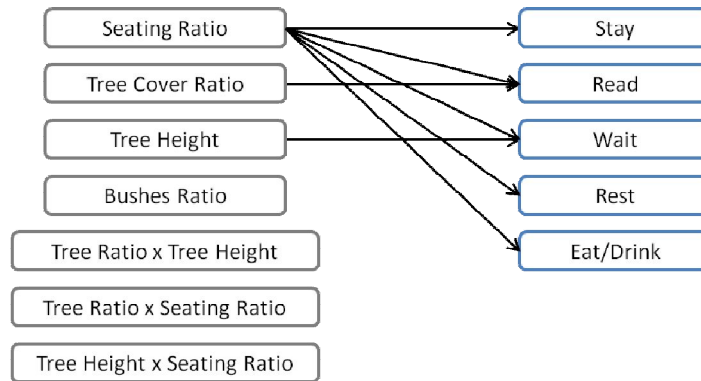 Seating Ratio
Stay
Tree Cover Ratio
Read
Tree Height
Wait
Bushes Ratio
Rest
Tree Ratio x Tree Height
Eat/Drink
Tree Ratio x Seating Ratio
Tree Height x Seating Ratio